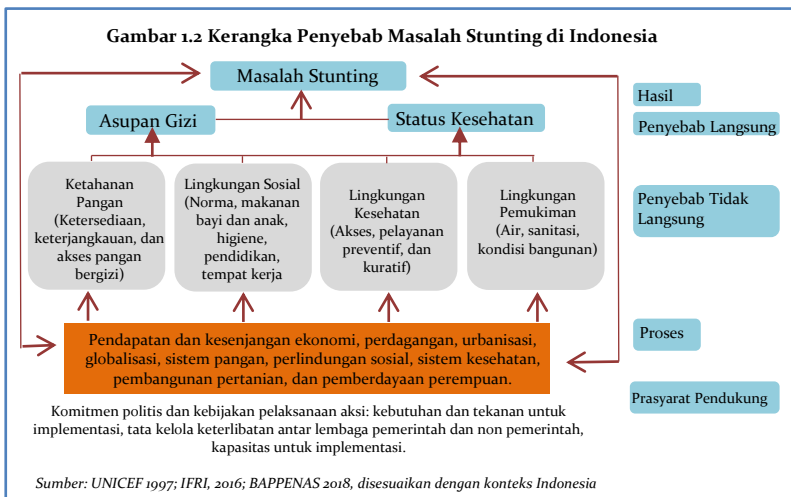 Gambar 1.2 Kerangka Penyebab Masalah Stunting di Indonesia
Masalah Stunting
Hasil
Asupan Gizi
Status Kesehatan
Penyebab Langsung
Ketahanan
Pangan
(Ketersediaan,
keterjangkauan, dan
akses pangan
bergizi)
Lingkungan Sosial
(Norma, makanan
bayi dan anak,
higiene,
pendidikan,
tempat kerja
Lingkungan
Kesehatan
(Akses, pelayanan
preventif, dan
kuratif)
Lingkungan
Pemukiman
(Air, sanitasi,
kondisi bangunan)
Penyebab Tidak
Langsung
Pendapatan dan kesenjangan ekonomi, perdagangan, urbanisasi,
globalisasi, sistem pangan, perlindungan sosial, sistem kesehatan,
pembangunan pertanian, dan pemberdayaan perempuan.
Proses
Komitmen politis dan kebijakan pelaksanaan aksi: kebutuhan dan tekanan untuk
implementasi, tata kelola keterlibatan antar lembaga pemerintah dan non pemerintah,
kapasitas untuk implementasi.
Prasyarat Pendukung
Sumber: UNICEF 1997; IFRI, 2016; BAPPENAS 2018, disesuaikan dengan konteks Indonesia